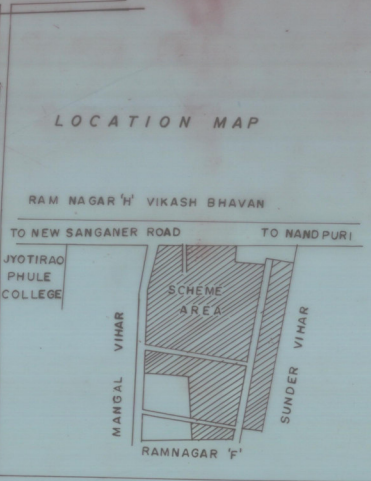 LOCATION MAP
RAM NAGAR 'H' VIKASH BHAVAN
TO NEW SANGANER ROAD
TO NANDPURI
JYOTIRAO
PHULE
COLLEGE
SCHEME
AREA
MANGAL VIHAR
SUNDER VIHAR
RAMNAGAR 'F'